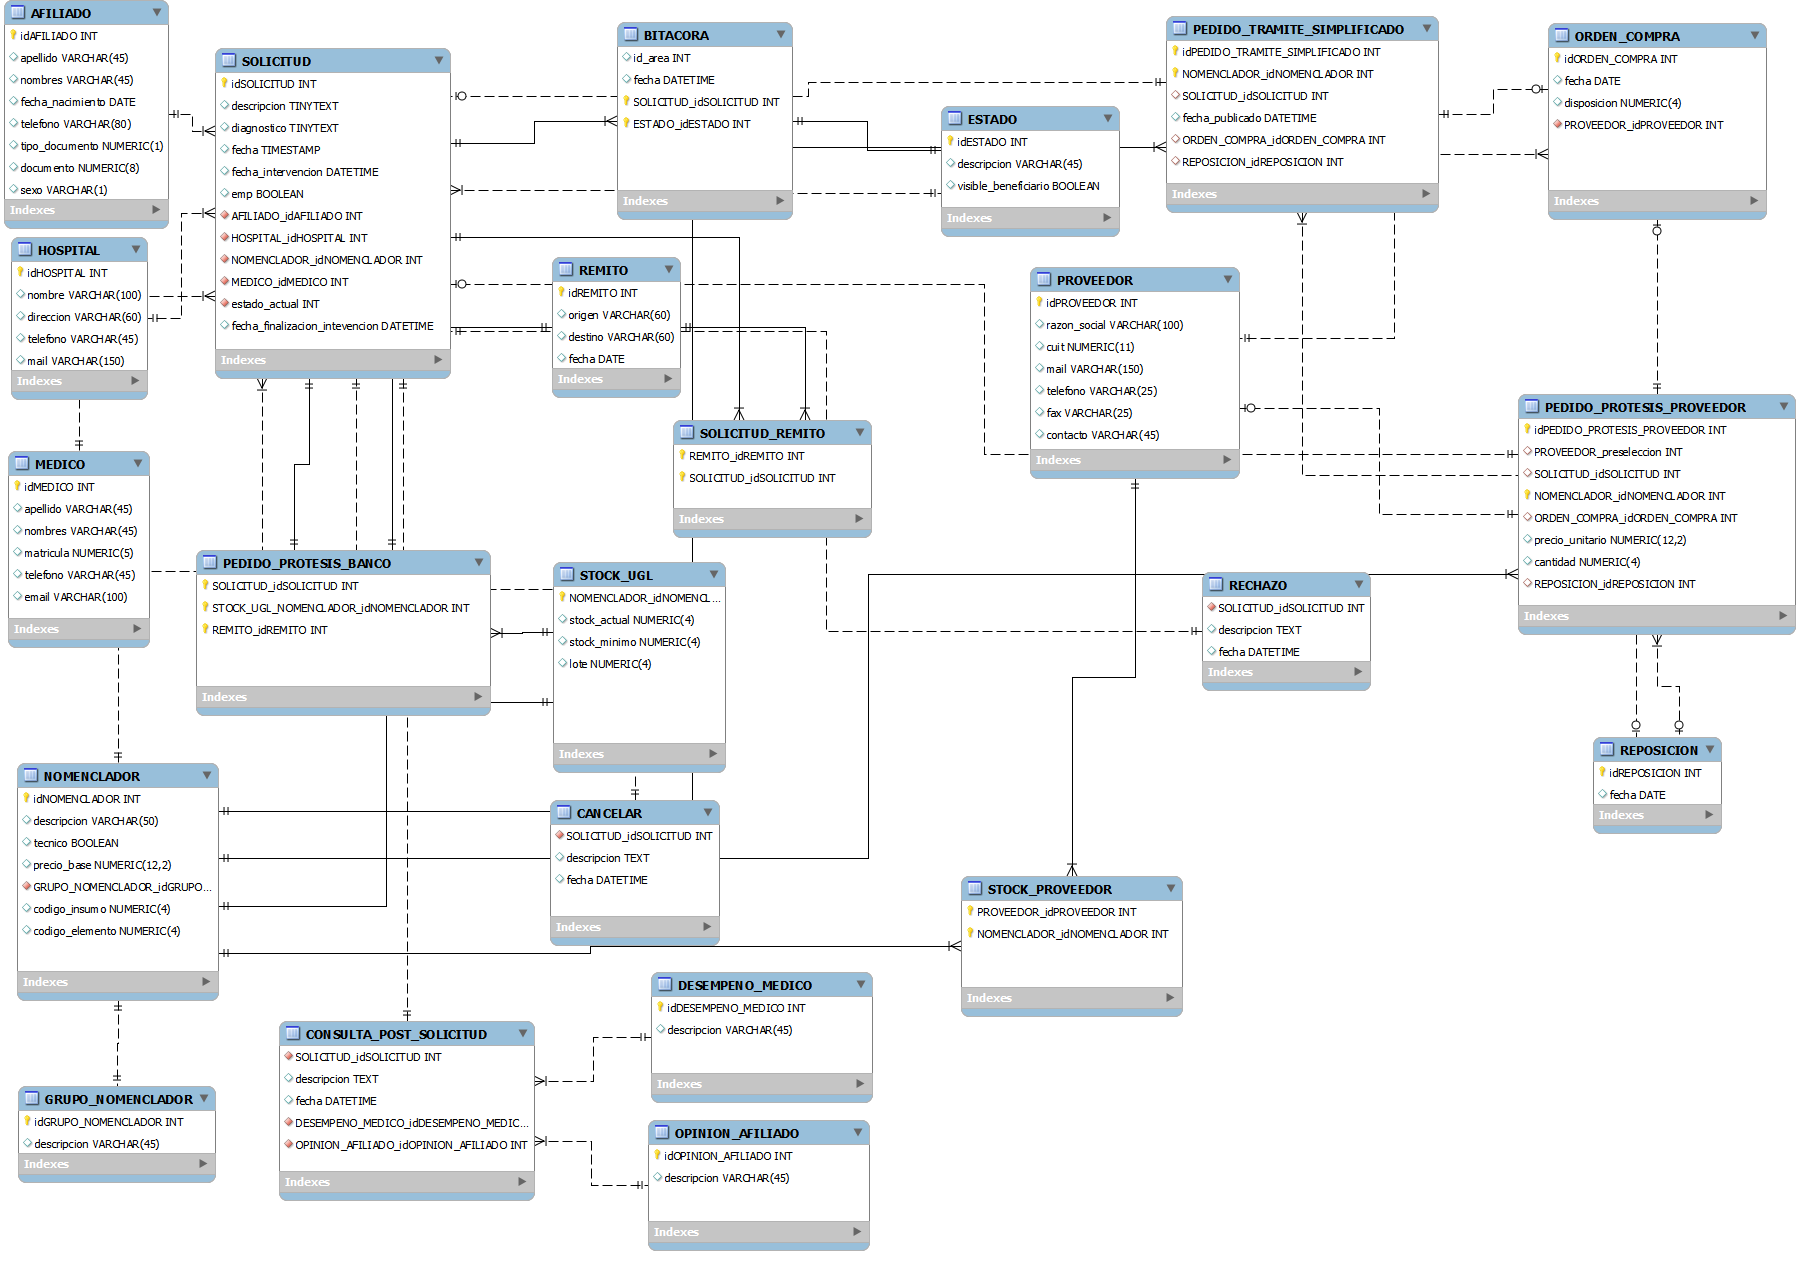 AFILIADO
idAFILIADO INT
apellido VARCHAR(45)
nombres VARCHAR(45)
fecha_nacimiento DATE
telefono VARCHAR(80)
tipo_documento NUMERIC(1)
documento NUMERIC(8)
sexo VARCHAR(1)
Indexes
SOLICITUD
idSOLICITUD INT
descripcion TINYTEXT
diagnostico TINYTEXT
fecha TIMESTAMP
fecha_intervencion DATETIME
emp BOOLEAN
AFILIADO_idAFILIADO INT
HOSPITAL_idHOSPITAL INT
NOMENCLADOR_idNOMENCLADOR INT
MEDICO_idMEDICO INT
estado_actual INT
fecha_finalizacion_intevencion DATETIME
Indexes
BITACORA
id_area INT
fecha DATETIME
SOLICITUD_idSOLICITUD INT
ESTADO_idESTADO INT
Indexes
ESTADO
idESTADO INT
descripcion VARCHAR(45)
visible_beneficiario BOOLEAN
Indexes
PEDIDO_TRAMITE_SIMPLIFICADO
idPEDIDO_TRAMITE_SIMPLIFICADO INT
NOMENCLADOR_idNOMENCLADOR INT
SOLICITUD_idSOLICITUD INT
fecha_publicado DATETIME
ORDEN_COMPRA_idORDEN_COMPRA INT
REPOSICION_idREPOSICION INT
Indexes
ORDEN_COMPRA
idORDEN_COMPRA INT
fecha DATE
disposicion NUMERIC(4)
PROVEEDOR_idPROVEEDOR INT
Indexes
HOSPITAL
idHOSPITAL INT
nombre VARCHAR(100)
direccion VARCHAR(60)
telefono VARCHAR(45)
mail VARCHAR(150)
Indexes
REMITO
idREMITO INT
origen VARCHAR(60)
destino VARCHAR(60)
fecha DATE
Indexes
PROVEEDOR
idPROVEEDOR INT
razon_social VARCHAR(100)
cuit NUMERIC(11)
mail VARCHAR(150)
telefono VARCHAR(25)
fax VARCHAR(25)
contacto VARCHAR(45)
Indexes
SOLICITUD_REMITO
REMITO_idREMITO INT
SOLICITUD_idSOLICITUD INT
Indexes
PEDIDO_PROTESIS_PROVEEDOR
idPEDIDO_PROTESIS_PROVEEDOR INT
PROVEEDOR_preseleccion INT
SOLICITUD_idSOLICITUD INT
NOMENCLADOR_idNOMENCLADOR INT
ORDEN_COMPRA_idORDEN_COMPRA INT
precio_unitario NUMERIC(12,2)
cantidad NUMERIC(4)
REPOSICION_idREPOSICION INT
Indexes
MEDICO
idMEDICO INT
apellido VARCHAR(45)
nombres VARCHAR(45)
matricula NUMERIC(5)
telefono VARCHAR(45)
email VARCHAR(100)
Indexes
PEDIDO_PROTESIS_BANCO
SOLICITUD_idSOLICITUD INT
STOCK_UGL_NOMENCLADOR_idNOMENCLADOR INT
REMITO_idREMITO INT
Indexes
STOCK_UGL
NOMENCLADOR_idNOMENCL...
stock_actual NUMERIC(4)
stock_minimo NUMERIC(4)
lote NUMERIC(4)
Indexes
RECHAZO
SOLICITUD_idSOLICITUD INT
descripcion TEXT
fecha DATETIME
Indexes
REPOSICION
idREPOSICION INT
fecha DATE
Indexes
NOMENCLADOR
idNOMENCLADOR INT
descripcion VARCHAR(50)
tecnico BOOLEAN
precio_base NUMERIC(12,2)
GRUPO_NOMENCLADOR_idGRUPO...
codigo_insumo NUMERIC(4)
codigo_elemento NUMERIC(4)
Indexes
CANCELAR
SOLICITUD_idSOLICITUD INT
descripcion TEXT
fecha DATETIME
Indexes
STOCK_PROVEEDOR
PROVEEDOR_idPROVEEDOR INT
NOMENCLADOR_idNOMENCLADOR INT
Indexes
DESEMPENO_MEDICO
idDESEMPENO_MEDICO INT
descripcion VARCHAR(45)
Indexes
CONSULTA_POST_SOLICITUD
SOLICITUD_idSOLICITUD INT
descripcion TEXT
fecha DATETIME
DESEMPENO_MEDICO_idDESEMPENO_MEDIC...
OPINION_AFILIADO_idOPINION_AFILIADO INT
Indexes
GRUPO_NOMENCLADOR
idGRUPO_NOMENCLADOR INT
descripcion VARCHAR(45)
Indexes
OPINION_AFILIADO
idOPINION_AFILIADO INT
descripcion VARCHAR(45)
Indexes